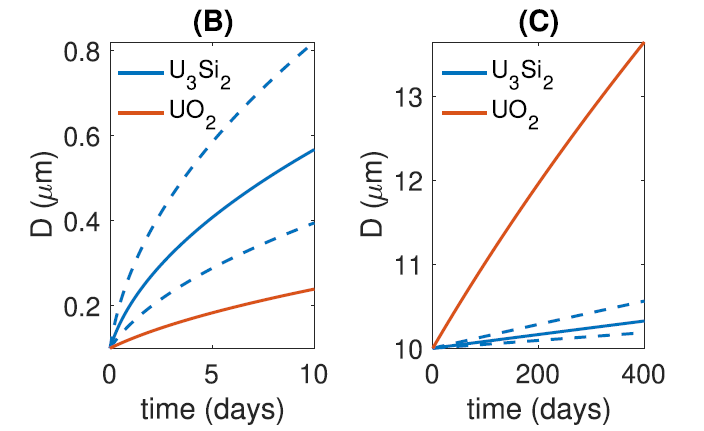 (B)
0.8
0.6
0.4
0.2
D (μm)
U3Si2
UO2
0
5
10
time (days)
(C)
13
12
11
10
D (μm)
U3Si2
UO2
0
200
400
time (days)